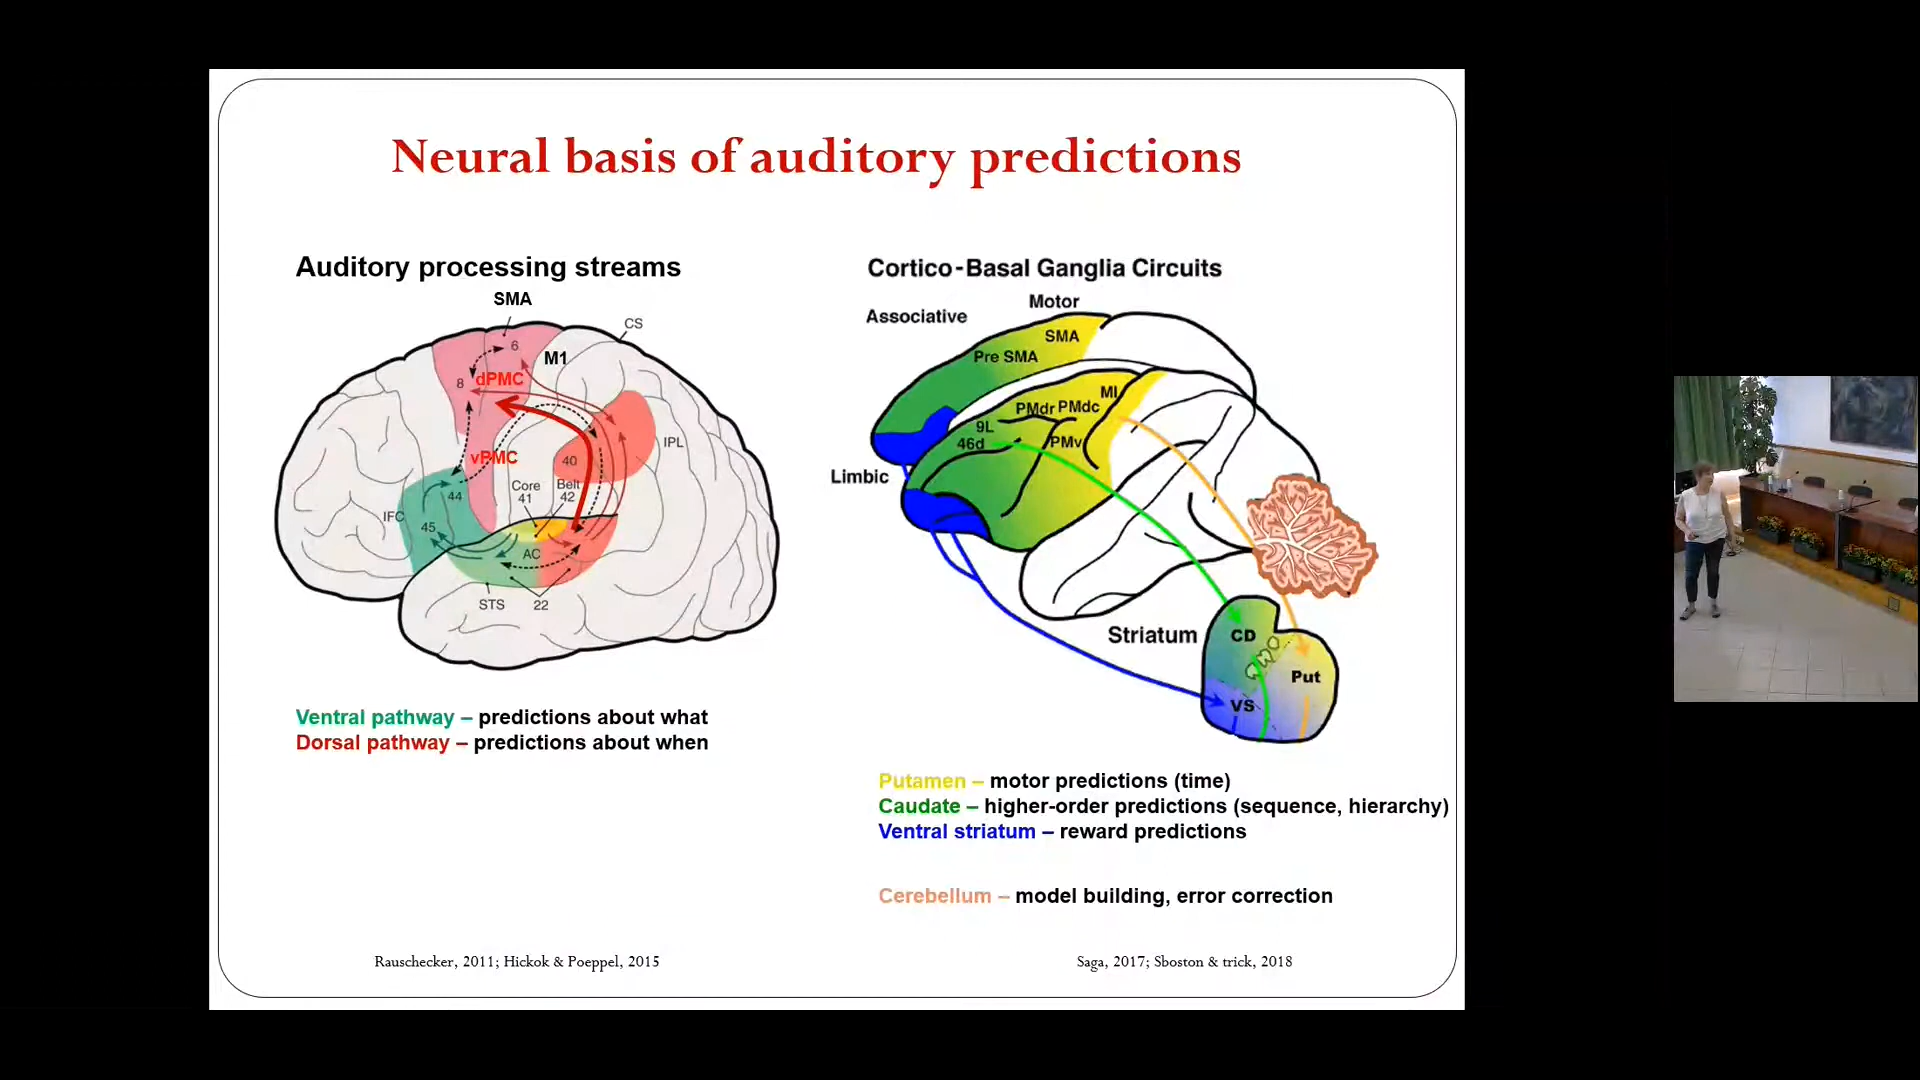 Neural basis of auditory predictions
Auditory processing streams
SMA
CS
6
M1
8
dPMC
vPMC
IPL
40
Core
41
Belt
42
44
IFC
45
AC
STS
22
Ventral pathway – predictions about what
Dorsal pathway – predictions about when
Rauschecker, 2011; Hickok & Poeppel, 2015
Cortico-Basal Ganglia Circuits
Motor
Associative
SMA
Pre SMA
MI
PMdr PMdc
9L
46d
PMv
Limbic
Striatum
CD
Put
VS
Putamen – motor predictions (time)
Caudate – higher-order predictions (sequence, hierarchy)
Ventral striatum – reward predictions
Cerebellum – model building, error correction
Saga, 2017; Sboston & trick, 2018